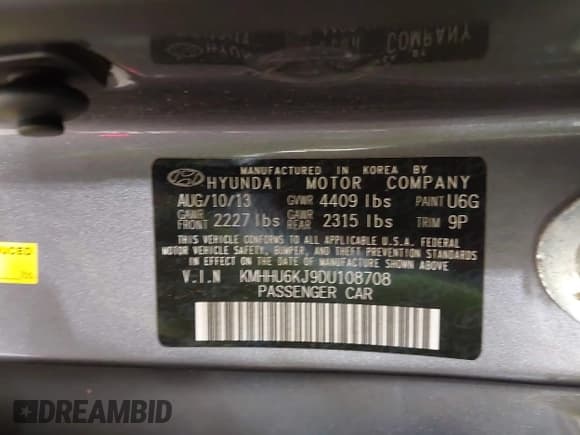 HYUNDAI
COMPANY
MANUFACTURED IN KOREA BY
HYUNDAI MOTOR COMPANY
AUG/10/13 GVWR 4409 lbs PAINT U6G
GAWR FRONT 2227 lbs GAWR REAR 2315 lbs TRIM 9P
THIS VEHICLE CONFORMS TO ALL APPLICABLE U.S.A. FEDERAL
MOTOR VEHICLE SAFETY, BUMPER, AND THEFT PREVENTION STANDARDS
IN EFFECT ON THE DATE OF MANUFACTURE SHOWN ABOVE.
V.I.N KMHHU6KJ9DU108708
PASSENGER CAR
DREAMBID